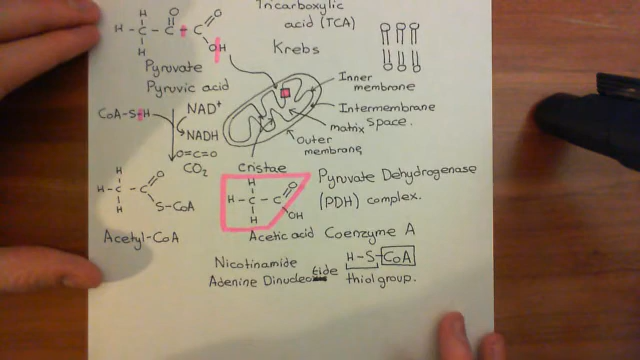 Tricarboxylic
acid (TCA)
Krebs
H
O
O
H-C-C-C
H
OH
Pyruvate
Pyruvic acid
Inner
membrane
Intermembrane
Space.
matrix
Outer
membrane
Cristae
CoA-S-H
NAD+
NADH
O=C=O
CO2
H
O
H-C-C
H
S-CoA
Acetyl-CoA
H
O
H-C-C
H
OH
Acetic acid
Pyruvate Dehydrogenase
(PDH) complex.
Coenzyme A
H-S-CoA
thiol group.
Nicotinamide
Adenine Dinucleotide